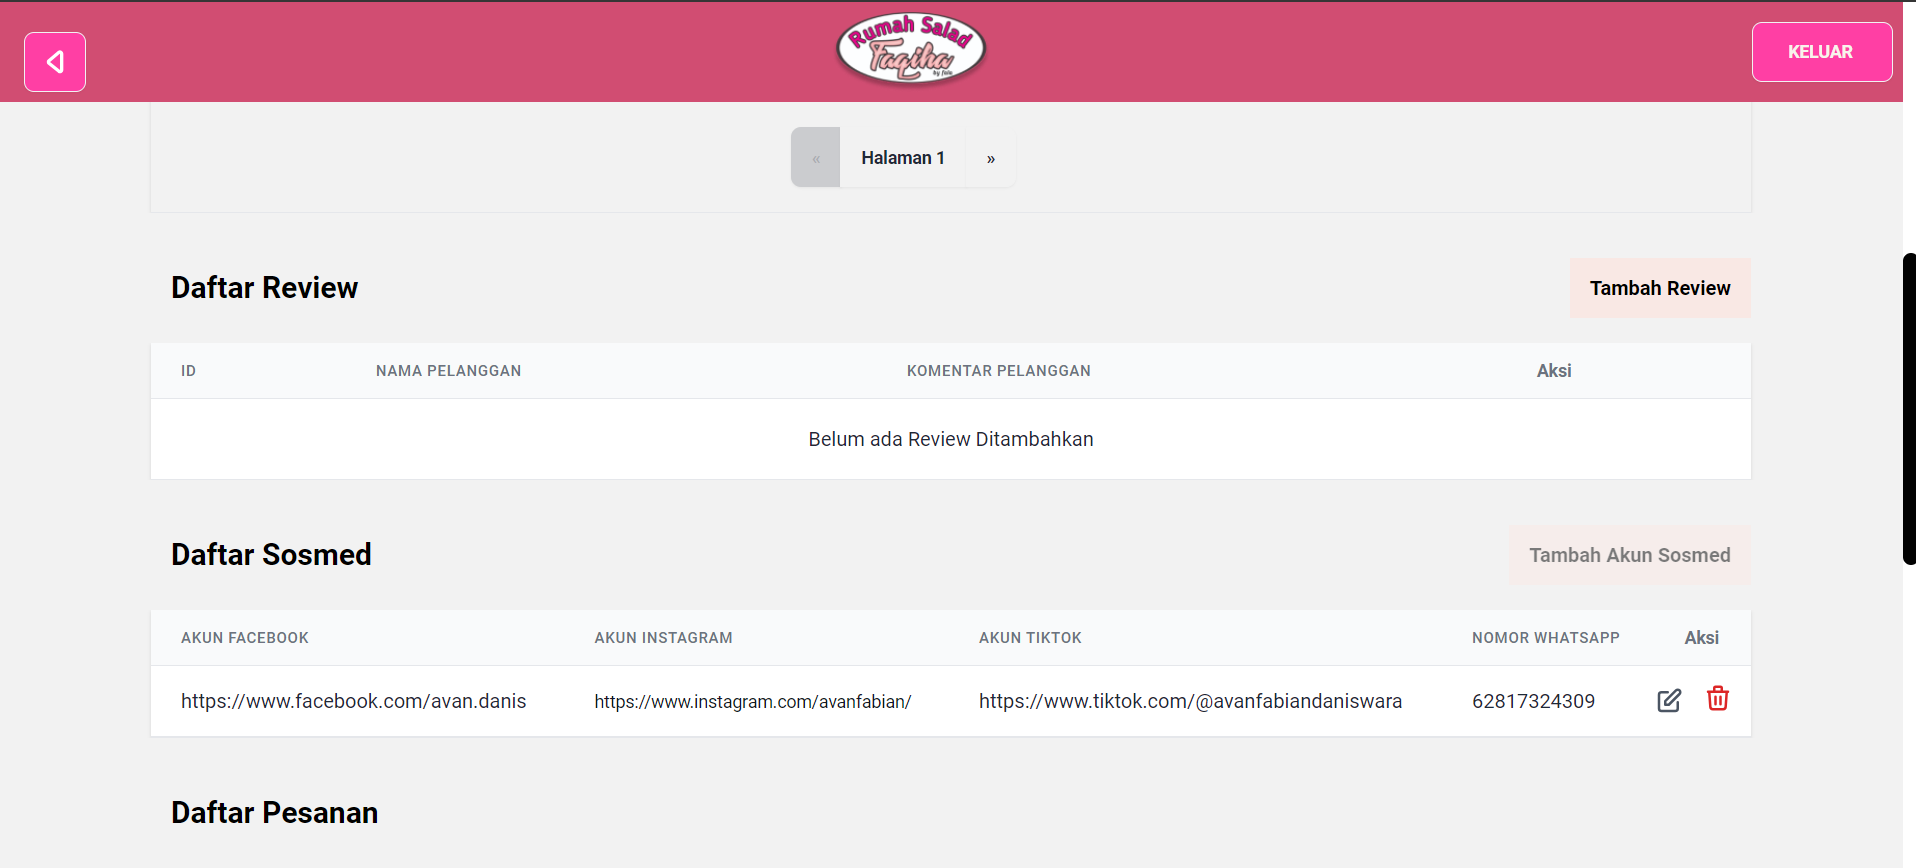 Rumah Salad
Faqiha
KELUAR
«
Halaman 1
»
Daftar Review
Tambah Review
ID
NAMA PELANGGAN
KOMENTAR PELANGGAN
Aksi
Belum ada Review Ditambahkan
Daftar Sosmed
Tambah Akun Sosmed
AKUN FACEBOOK
AKUN INSTAGRAM
AKUN TIKTOK
NOMOR WHATSAPP
Aksi
https://www.facebook.com/avan.danis
https://www.instagram.com/avanfabian/
https://www.tiktok.com/@avanfabiandaniswara
62817324309
Daftar Pesanan